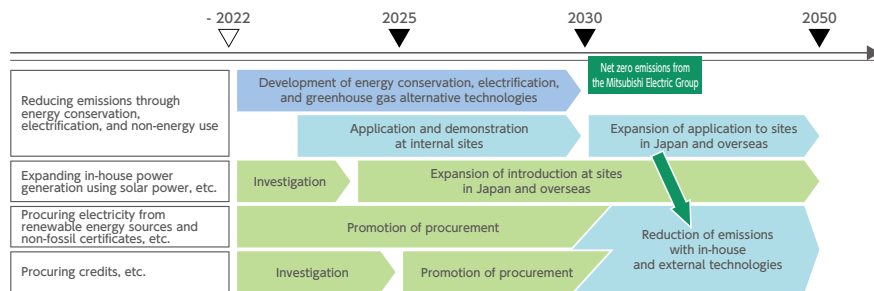 - 2022
2025
2030
2050
Net zero emissions from
the Mitsubishi Electric Group
Reducing emissions through
energy conservation,
electrification, and non-energy use
Development of energy conservation, electrification,
and greenhouse gas alternative technologies
Application and demonstration
at internal sites
Expansion of application to sites
in Japan and overseas
Expanding in-house power
generation using solar power, etc.
Investigation
Expansion of introduction at sites
in Japan and overseas
Procuring electricity from
renewable energy sources and
non-fossil certificates, etc.
Promotion of procurement
Reduction of emissions
with in-house
and external technologies
Procuring credits, etc.
Investigation
Promotion of procurement